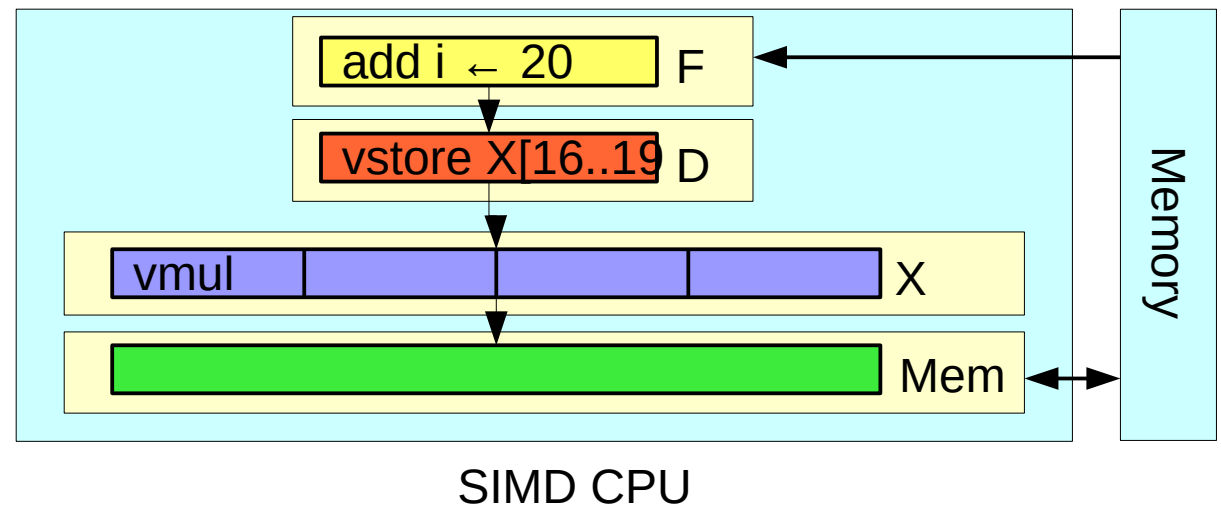 add i ← 20
F
vstore X[16..19
D
vmul
X
Mem
Memory
SIMD CPU